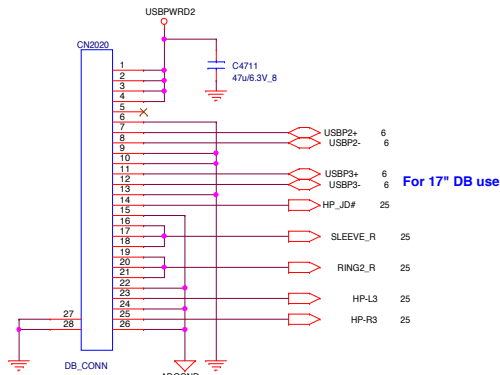 USBPWRD2
CN2020
C4711
47u/6.3V_8
1
2
3
4
5
6
7 USBP2+ 6
8 USBP2- 6
9
10
11 USBP3+ 6
12 USBP3- 6
For 17" DB use
13
14 HP_JD# 25
15
16
17 SLEEVE_R 25
18
19
20 RING2_R 25
21
22
23 HP-L3 25
24
27 25 HP-R3 25
28 26
DB_CONN